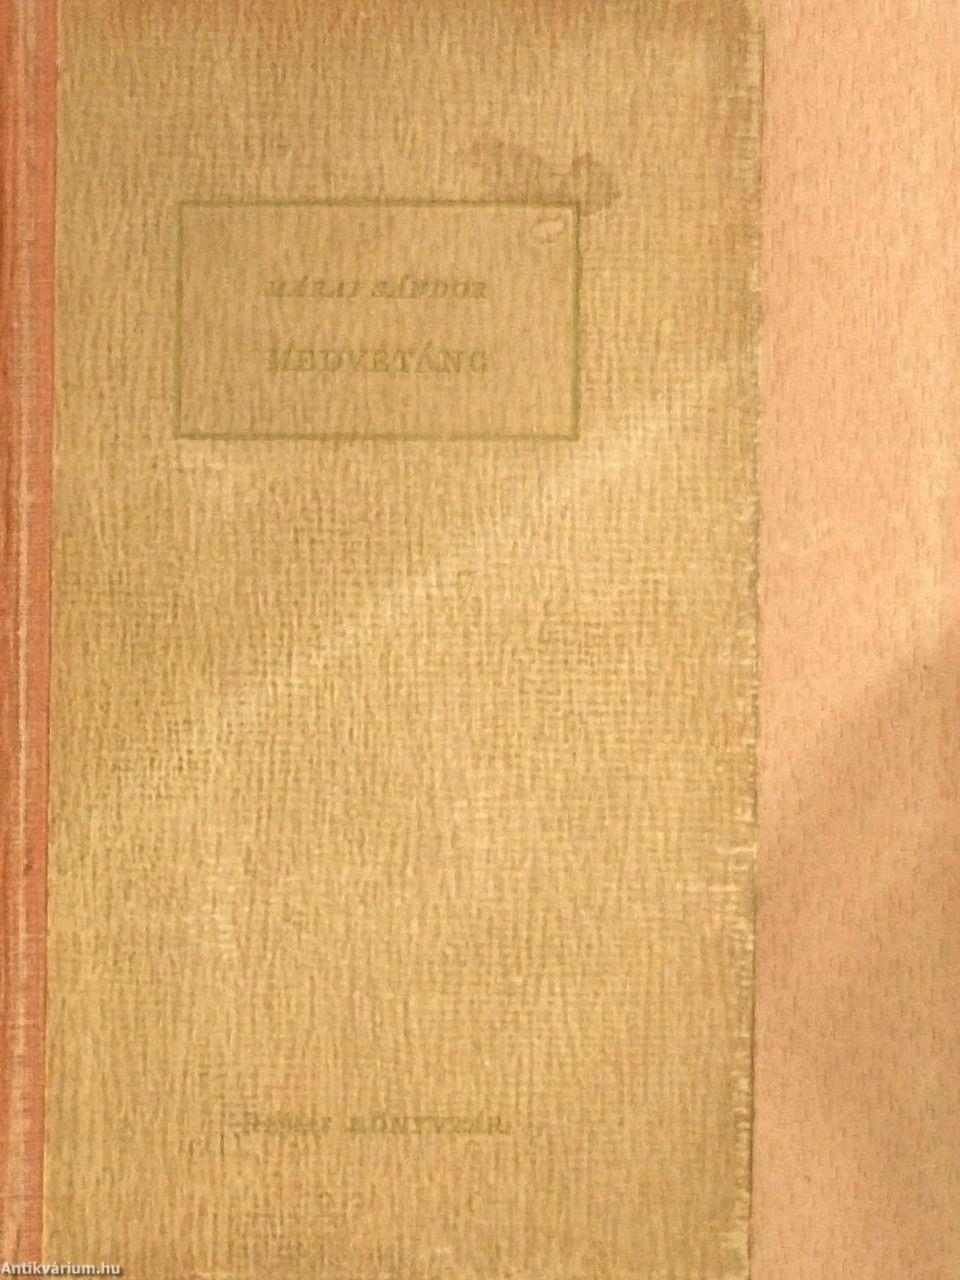 MÁRAI SÁNDOR
MEDVETÁNC
RÉVAI KÖNYVTÁR
Antikvárium.hu